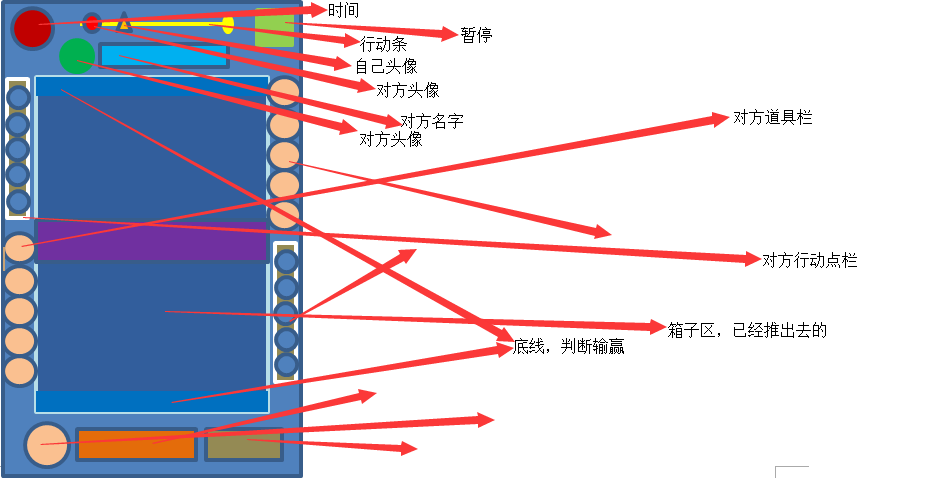 时间
暂停
行动条
自己头像
对方头像
对方道具栏
对方名字
对方头像
对方行动点栏
箱子区，已经推出去的
底线，判断输赢